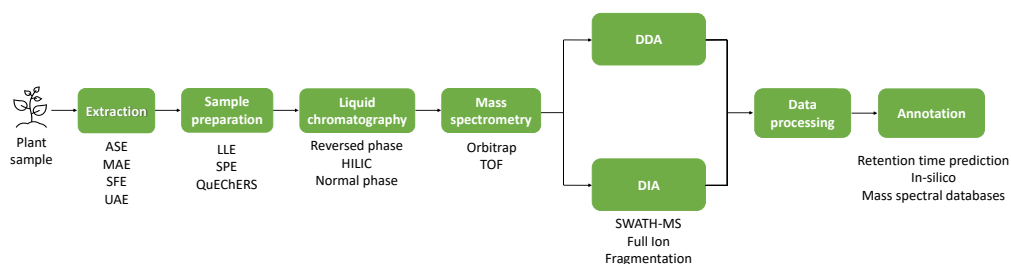 Plant
sample
Extraction
ASE
MAE
SFE
UAE
Sample
preparation
LLE
SPE
QuEChERS
Liquid
chromatography
Reversed phase
HILIC
Normal phase
Mass
spectrometry
Orbitrap
TOF
DDA
DIA
SWATH-MS
Full Ion
Fragmentation
Data
processing
Annotation
Retention time prediction
In-silico
Mass spectral databases